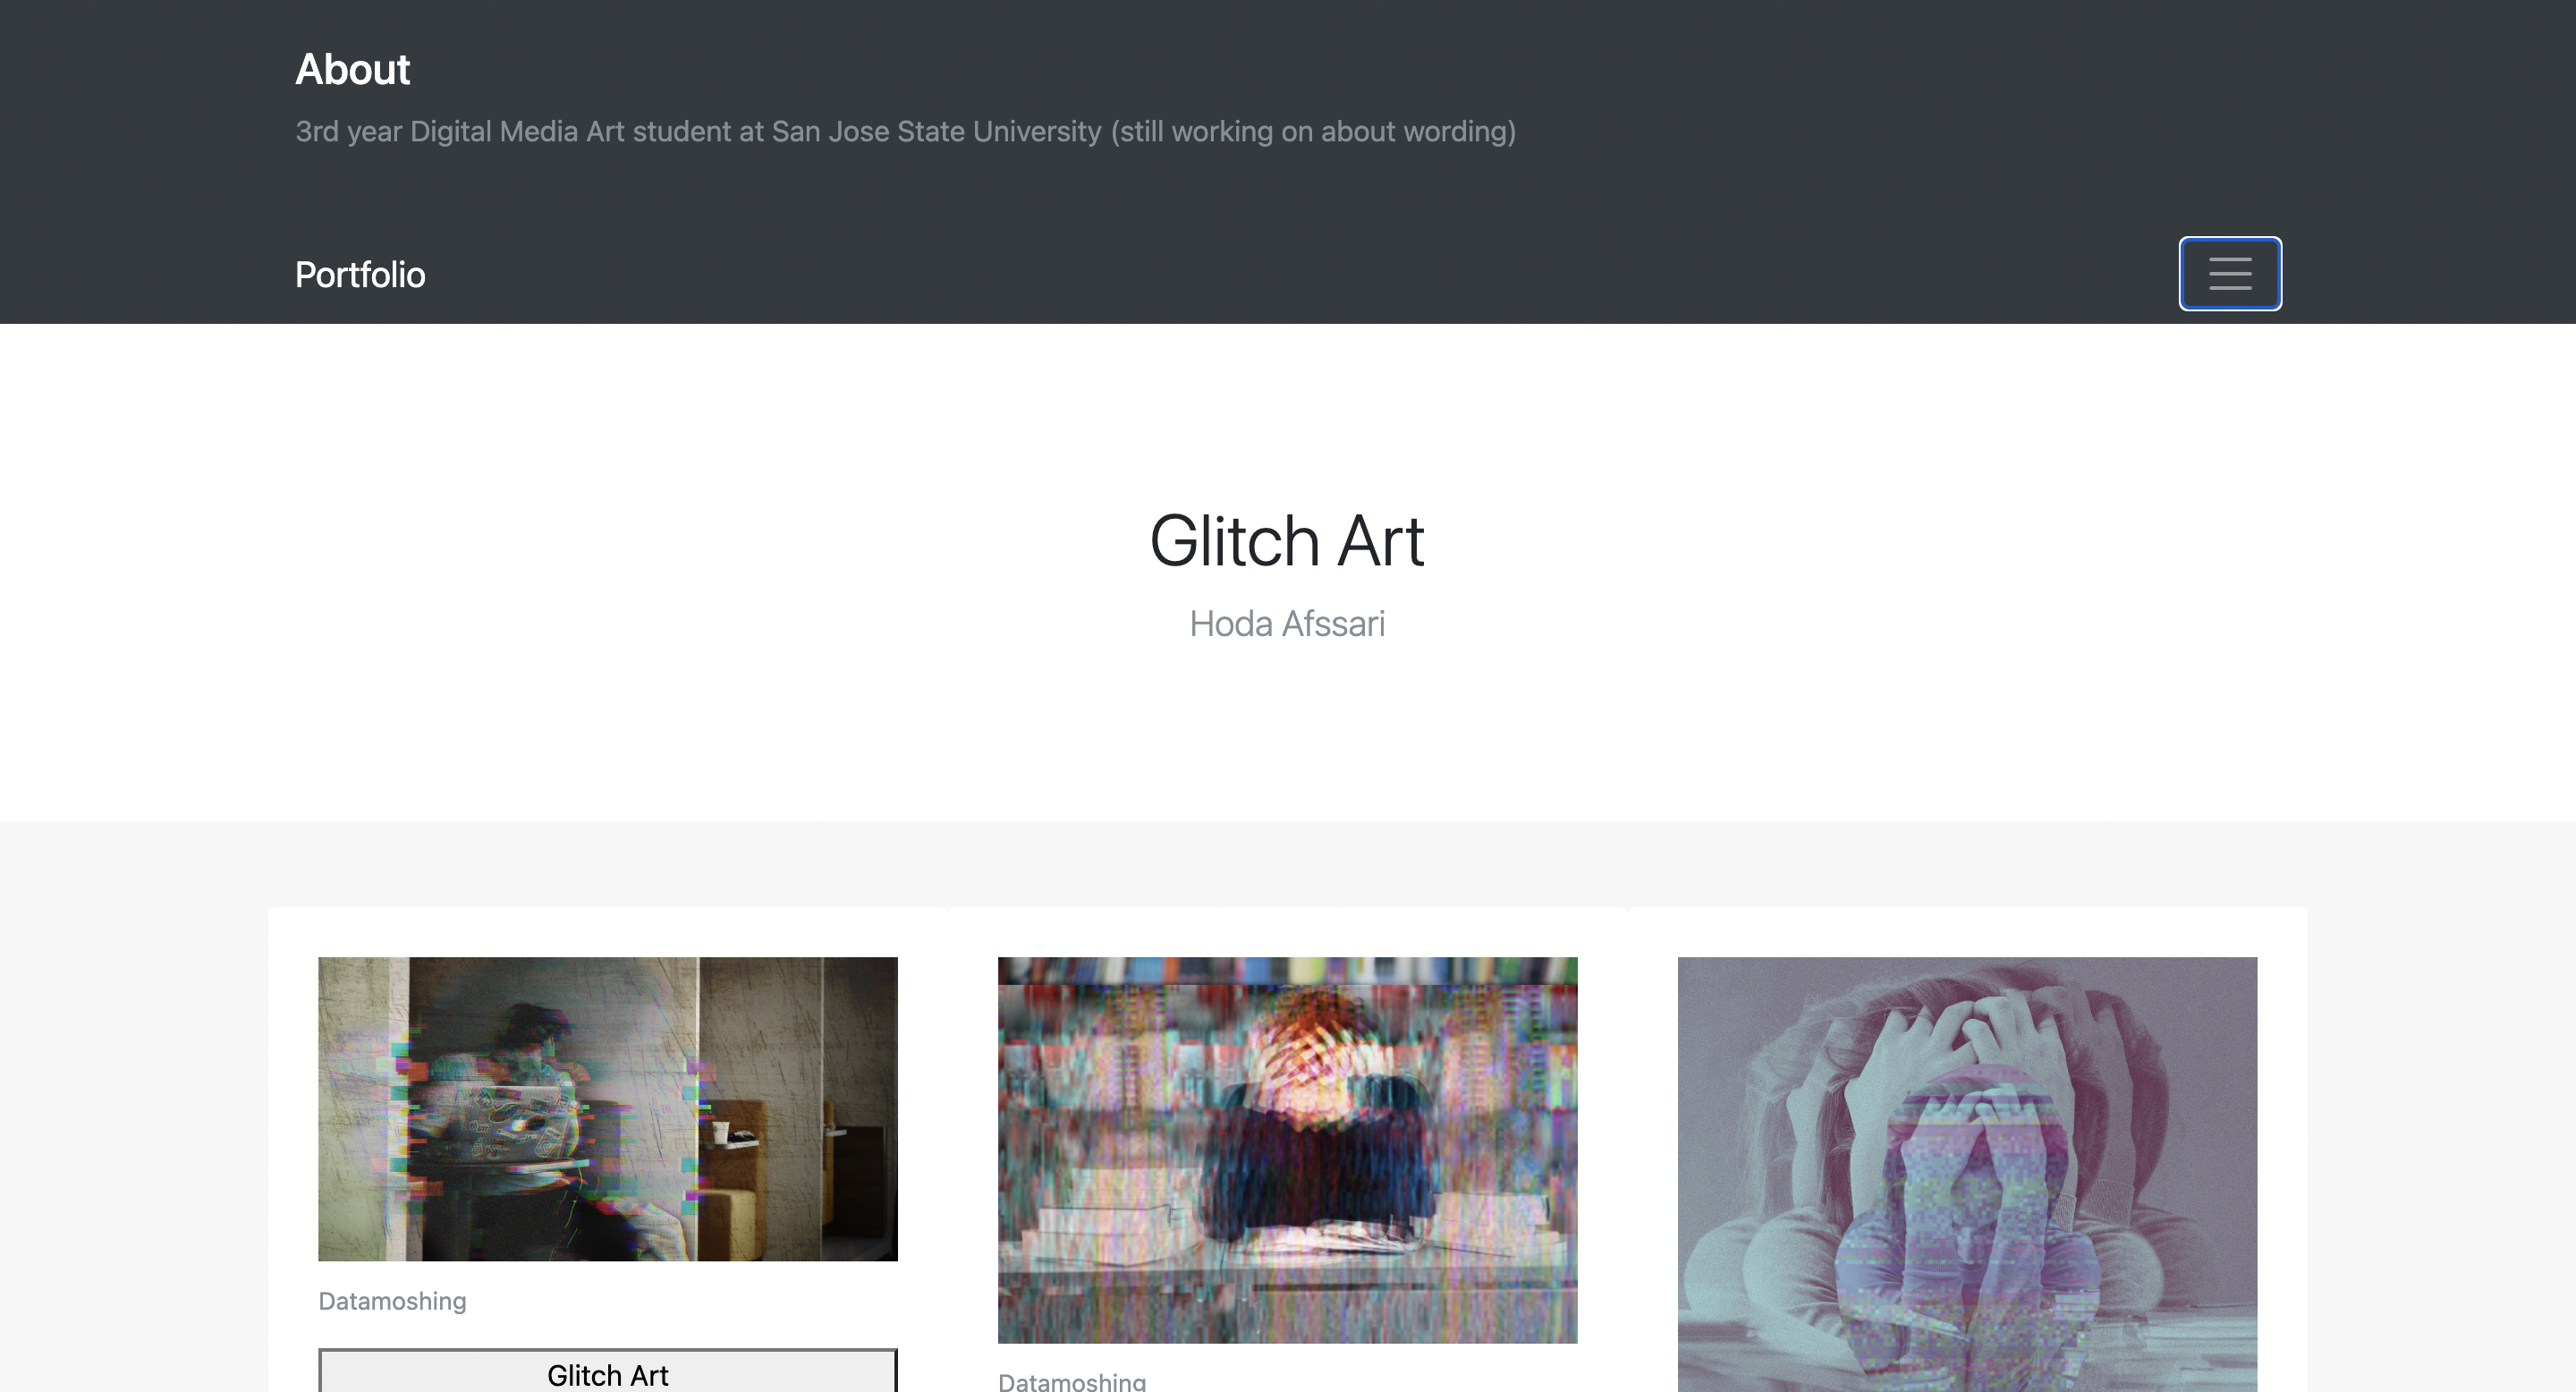 About
3rd year Digital Media Art student at San Jose State University (still working on about wording)
Portfolio
Glitch Art
Hoda Afssari
Datamoshing
Glitch Art
Datamoshing